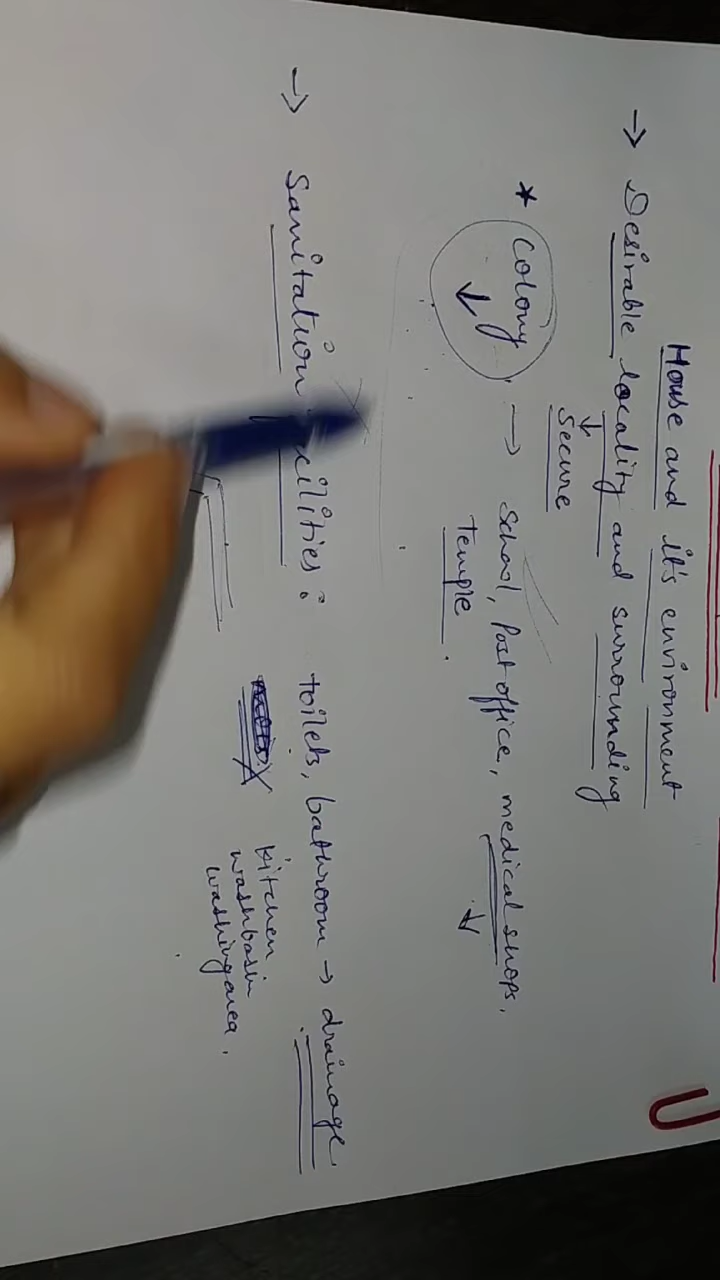 House and it's environment
→ Desirable locality and surrounding
↓
Secure
* Colony → School, Post office, medical shops,
↓ Temple. ↓
→ Sanitation facilities : toilets, bathroom → drainage.
Kitchen
washbasin
washing area,